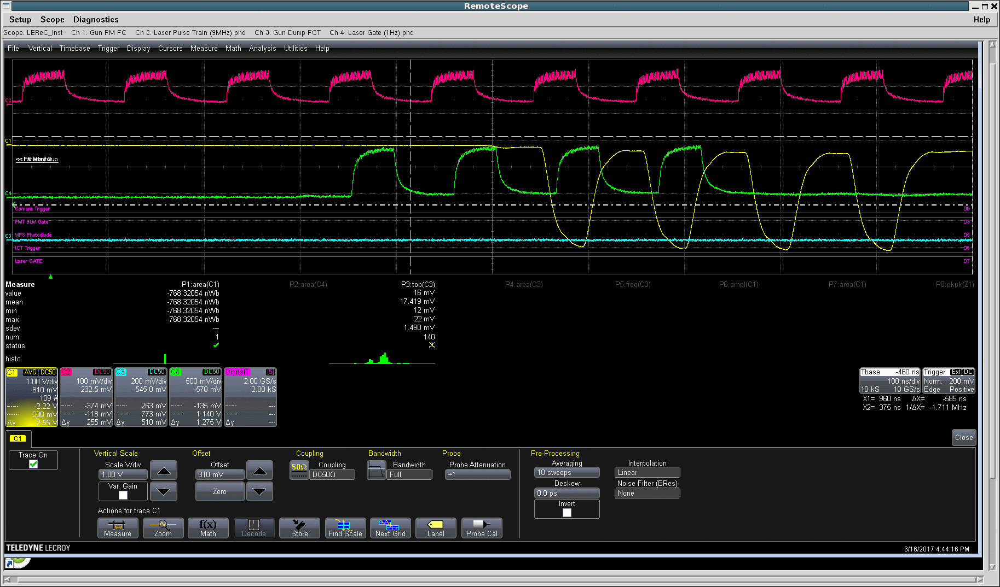 RemoteScope
Setup Scope Diagnostics Help
Scope: LEReC_Inst Ch 1: Gun PM FC Ch 2: Laser Pulse Train (9MHz) phd Ch 3: Gun Dump FCT Ch 4: Laser Gate (1Hz) phd
File Vertical Timebase Trigger Display Cursors Measure Math Analysis Utilities Help
C2
C1
C4
Camera Trigger D0
PMT BLM Gate D3
C3
MPS Photodiode D5
ICT Trigger D6
Laser GATE D7
Measure P1:area(C1) P2:area(C4) P3:top(C3) P4:area(C3) P5:freq(C3) P6:ampl(C1) P7:area(C1) P8:pkpk(Z1)
value -768.32054 nWb 16 mV
mean -768.32054 nWb 17.419 mV
min -768.32054 nWb 12 mV
max -768.32054 nWb 22 mV
sdev --- 1.490 mV
num 1 140
status
histo
C1 AVG DC50 C2 DC50 C3 DC50 C4 DC50 Digital1 [5] Tbase -460 ns Trigger Ext DC
1.00 V/div 100 mV/div 200 mV/div 500 mV/div 2.00 GS/s 100 ns/div Norm. 200 mV
810 mV 232.5 mV -545.0 mV -570 mV 2.00 kS 10 kS 10 GS/s Edge Positive
109 #
-2.22 V -374 mV 263 mV -135 mV ---
330 mV -118 mV 773 mV 1.140 V ---
Δy 2.55 V Δy 255 mV Δy 510 mV Δy 1.275 V Δy ---
X1= 960 ns ΔX= -585 ns
X2= 375 ns 1/ΔX= -1.711 MHz
C1
Close
Trace On
Vertical Scale Offset Coupling Bandwidth Probe Pre-Processing
Scale V/div Offset Coupling Bandwidth Probe Attenuation Averaging Interpolation
1.00 V 810 mV 50Ω DC50Ω Full ÷1 10 sweeps Linear
Var. Gain Zero Deskew Noise Filter (ERes)
0.0 ps None
Invert
Actions for trace C1
f(x)
Measure Zoom Math Decode Store Find Scale Next Grid Label Probe Cal
TELEDYNE LECROY
6/16/2017 4:44:16 PM